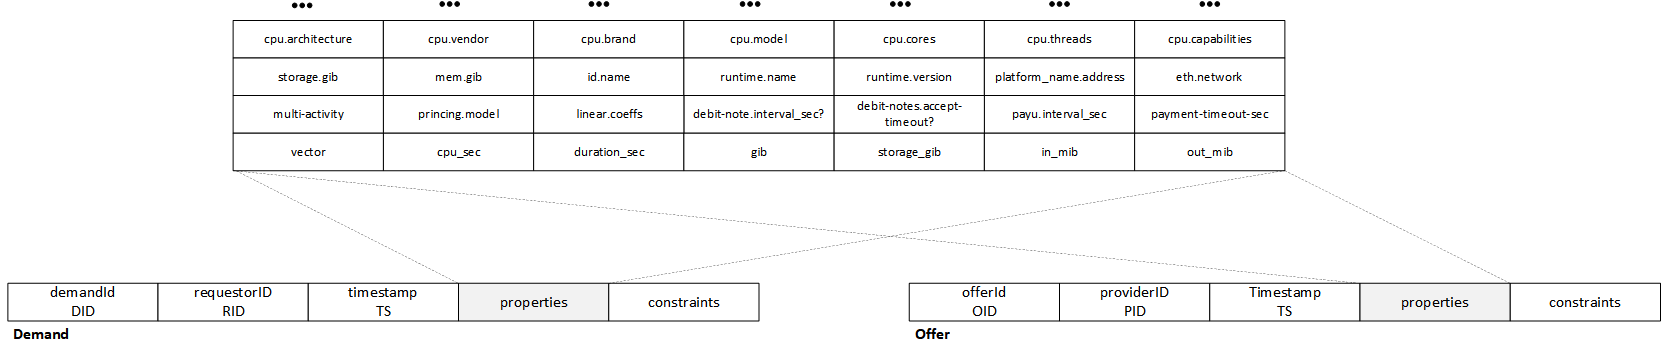 cpu.architecture cpu.vendor cpu.brand cpu.model cpu.cores cpu.threads cpu.capabilities
storage.gib mem.gib id.name runtime.name runtime.version platform_name.address eth.network
multi-activity princing.model linear.coeffs debit-note.interval_sec? debit-notes.accept-
timeout? payu.interval_sec payment-timeout-sec
vector cpu_sec duration_sec gib storage_gib in_mib out_mib
demandId requestorID timestamp properties constraints
DID RID TS
Demand
offerId providerID Timestamp properties constraints
OID PID TS
Offer